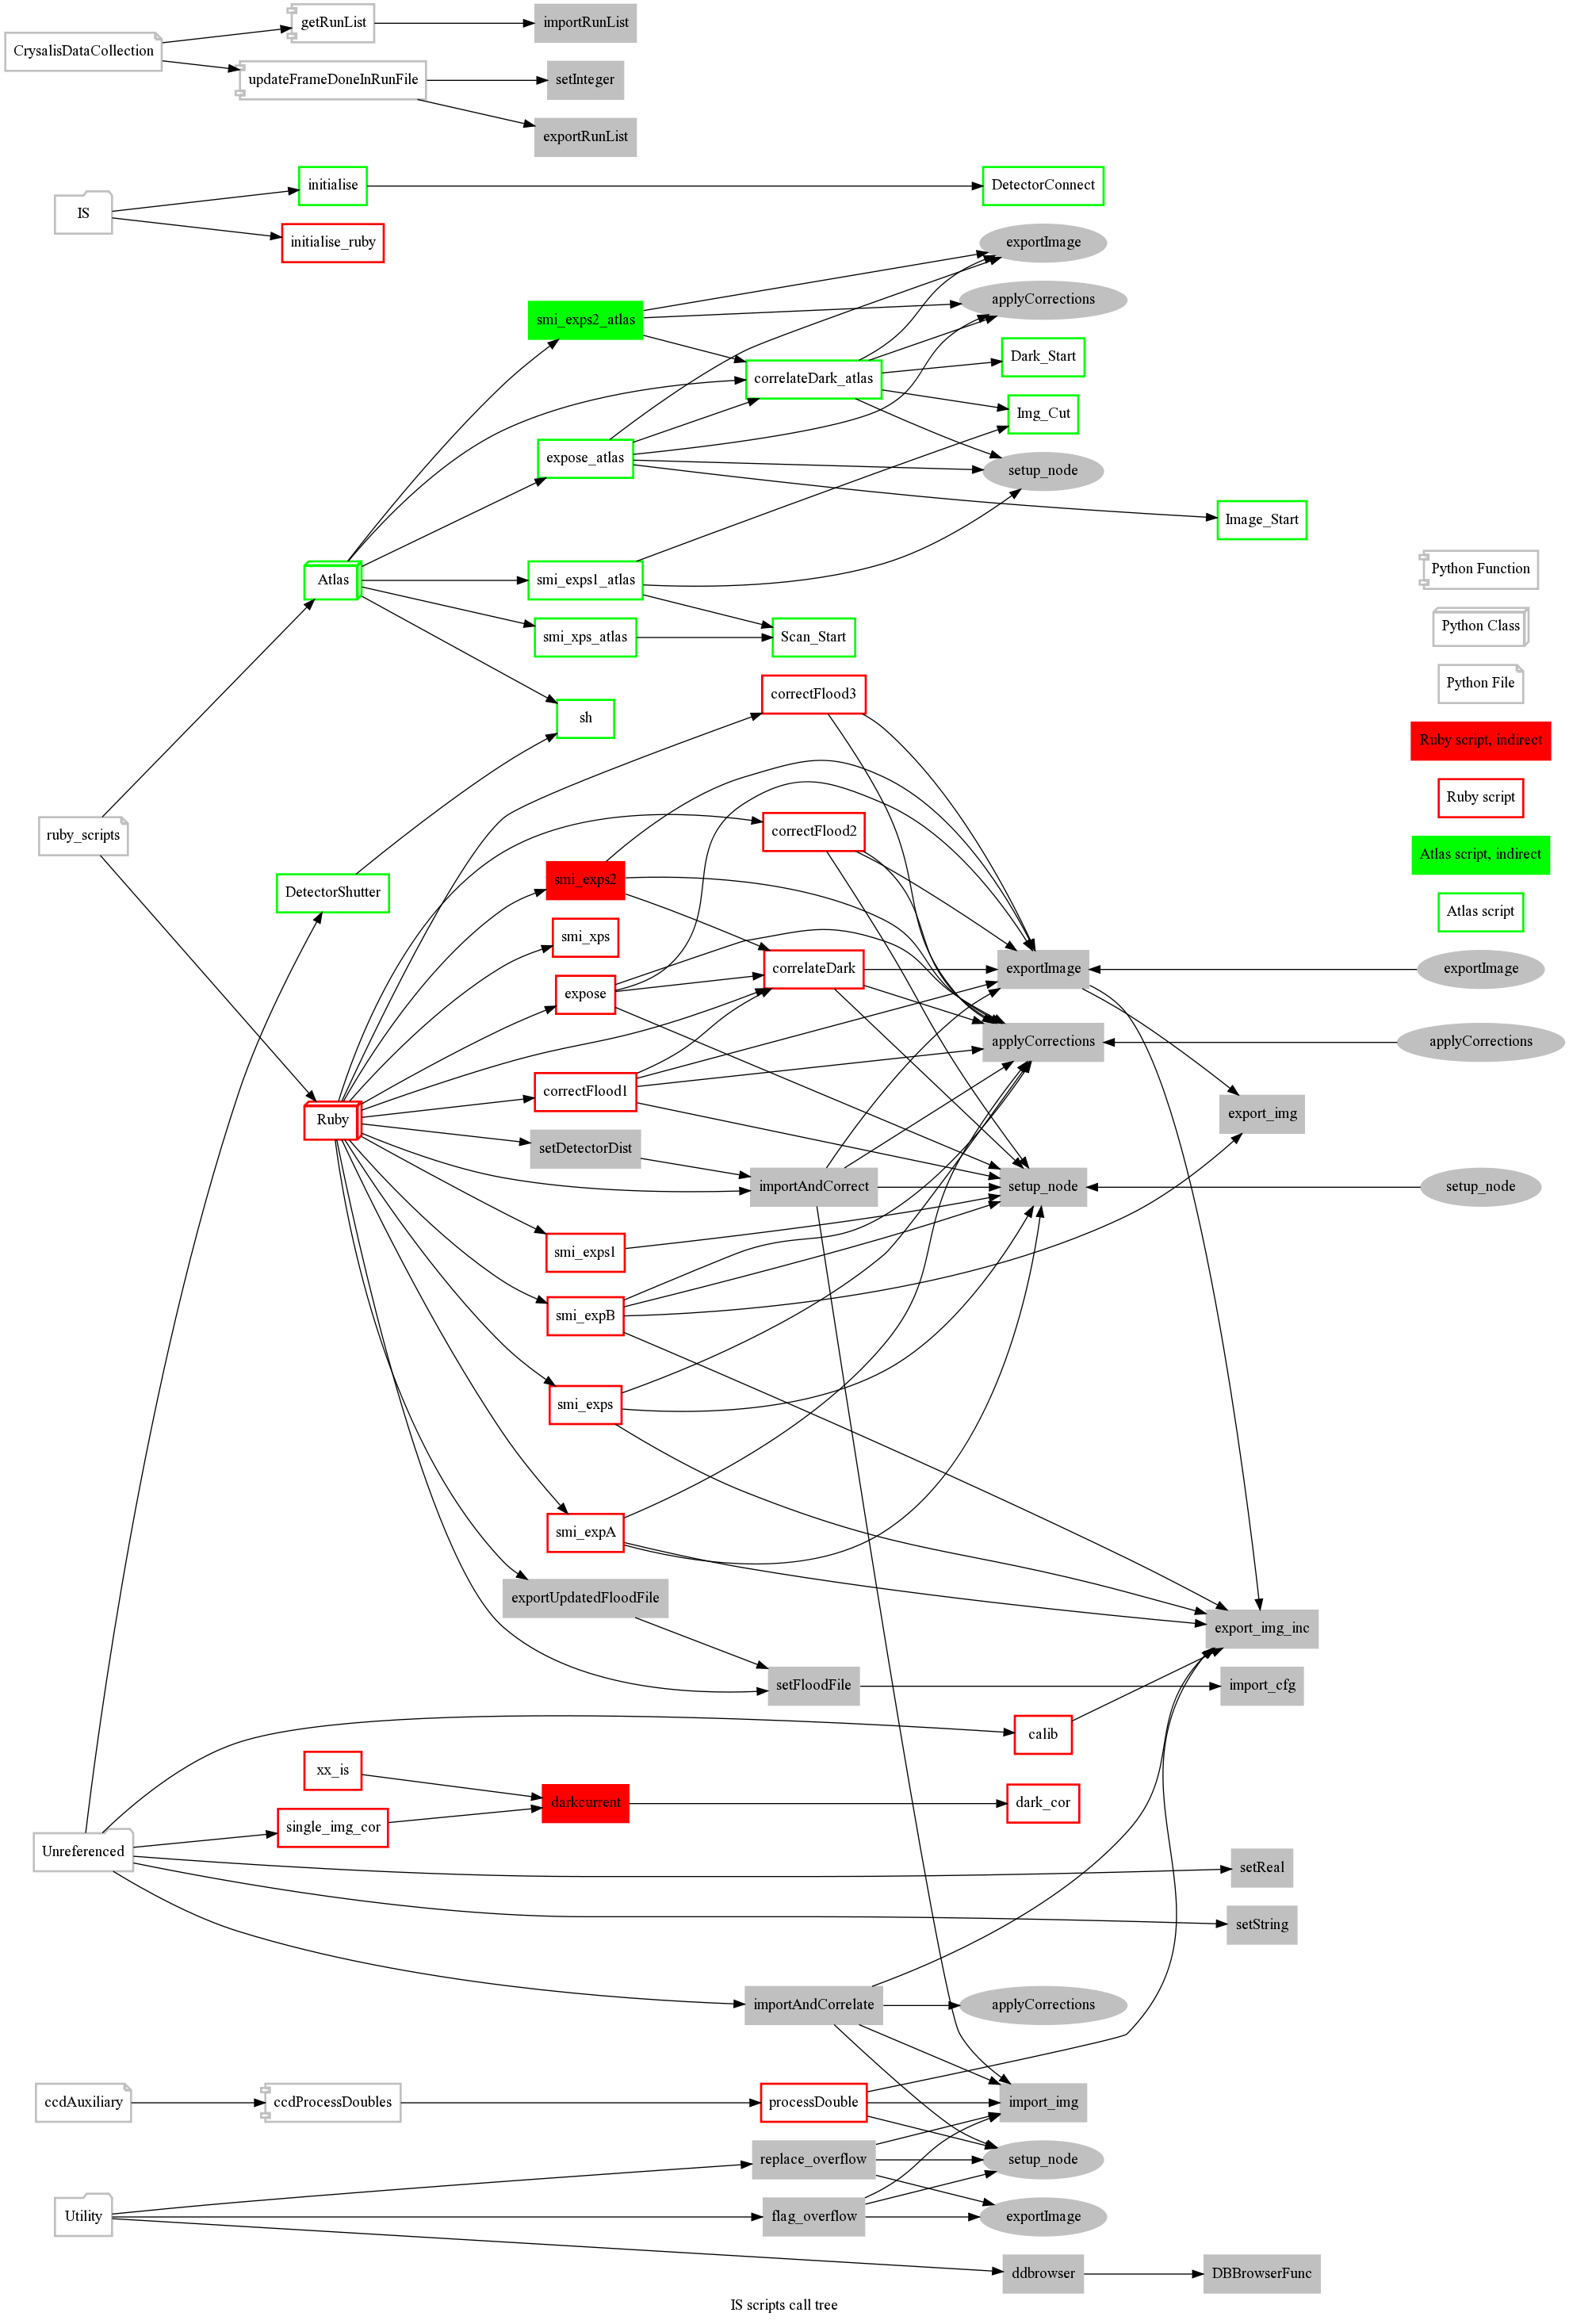 getRunList
importRunList
CrysalisDataCollection
updateFrameDoneInRunFile
setInteger
exportRunList
initialise
DetectorConnect
IS
initialise_ruby
exportImage
applyCorrections
smi_exps2_atlas
Dark_Start
correlateDark_atlas
Img_Cut
expose_atlas
setup_node
Image_Start
Python Function
Atlas
smi_exps1_atlas
Python Class
smi_xps_atlas
Scan_Start
Python File
correctFlood3
sh
Ruby script, indirect
Ruby script
ruby_scripts
correctFlood2
Atlas script, indirect
smi_exps2
DetectorShutter
Atlas script
smi_xps
correlateDark
exportImage
exportImage
expose
applyCorrections
applyCorrections
correctFlood1
export_img
Ruby
setDetectorDist
importAndCorrect
setup_node
setup_node
smi_exps1
smi_expB
smi_exps
smi_expA
exportUpdatedFloodFile
export_img_inc
setFloodFile
import_cfg
calib
xx_is
darkcurrent
dark_cor
single_img_cor
Unreferenced
setReal
setString
importAndCorrelate
applyCorrections
ccdAuxiliary
ccdProcessDoubles
processDouble
import_img
replace_overflow
setup_node
Utility
flag_overflow
exportImage
ddbrowser
DBBrowserFunc
IS scripts call tree